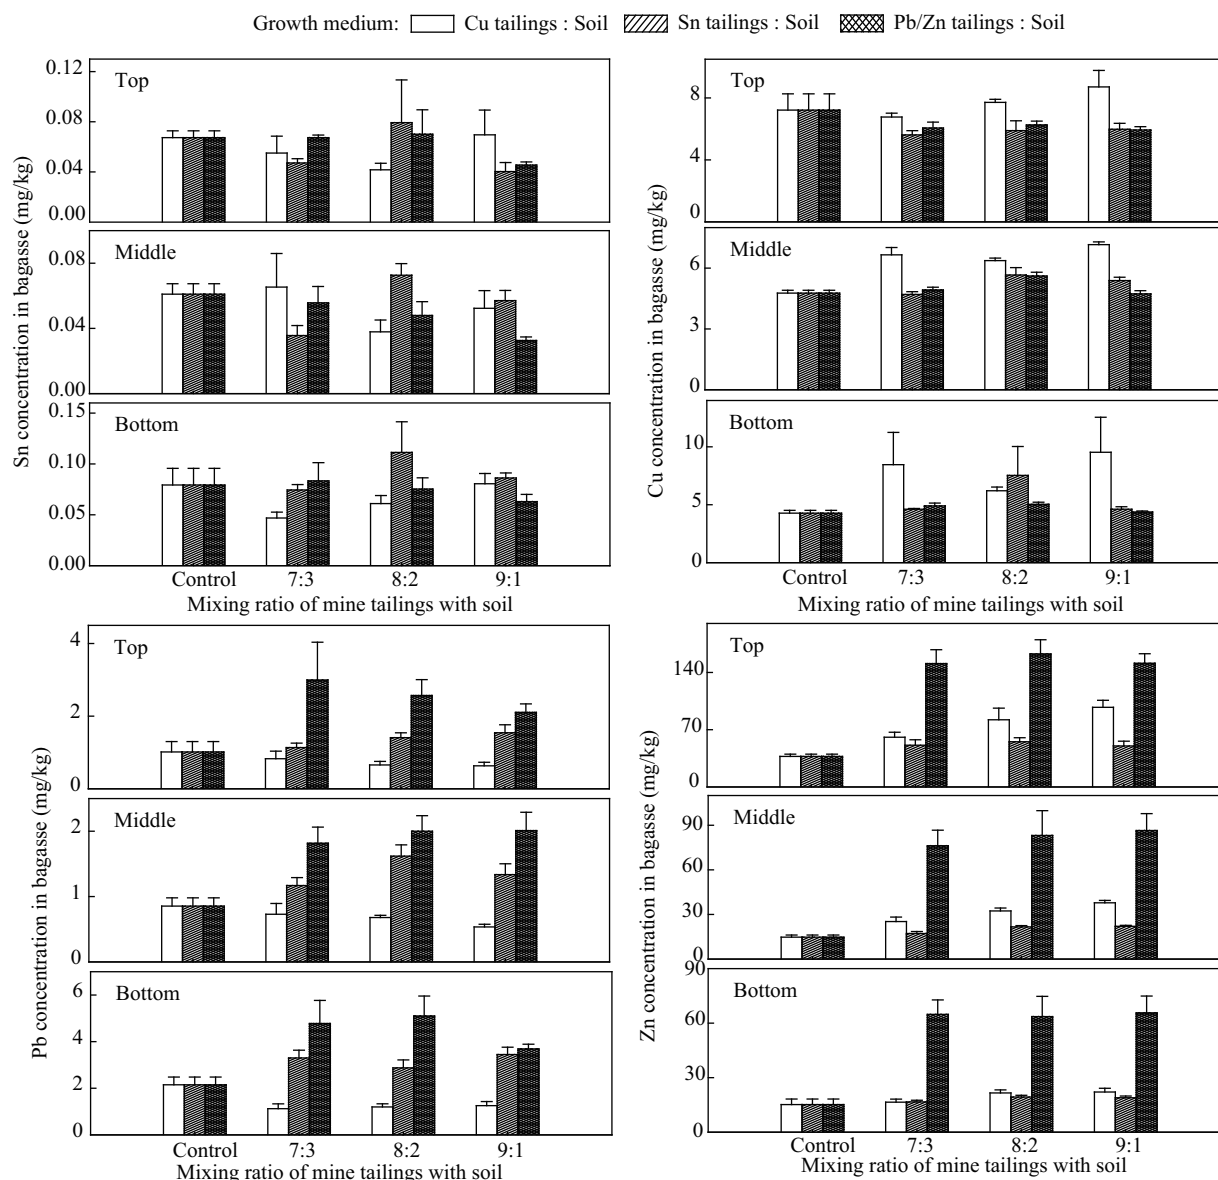 Growth medium: Cu tailings : Soil Sn tailings : Soil Pb/Zn tailings : Soil
Sn concentration in bagasse (mg/kg)
Top
0.12
0.08
0.04
0.00
Middle
0.08
0.04
0.00
Bottom
0.15
0.10
0.05
0.00
Control 7:3 8:2 9:1
Mixing ratio of mine tailings with soil
Cu concentration in bagasse (mg/kg)
Top
8
4
0
Middle
6
3
0
Bottom
10
5
0
Control 7:3 8:2 9:1
Mixing ratio of mine tailings with soil
Pb concentration in bagasse (mg/kg)
Top
4
2
0
Middle
2
1
0
Bottom
6
4
2
0
Control 7:3 8:2 9:1
Mixing ratio of mine tailings with soil
Zn concentration in bagasse (mg/kg)
Top
140
70
0
Middle
90
60
30
0
Bottom
90
60
30
0
Control 7:3 8:2 9:1
Mixing ratio of mine tailings with soil